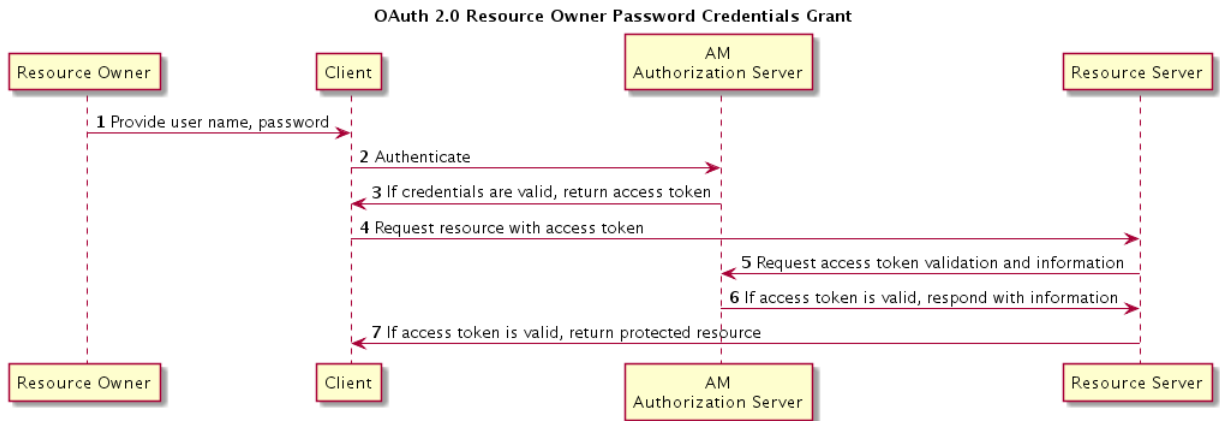 OAuth 2.0 Resource Owner Password Credentials Grant
Resource Owner
Client
AM
Authorization Server
Resource Server
1 Provide user name, password
2 Authenticate
3 If credentials are valid, return access token
4 Request resource with access token
5 Request access token validation and information
6 If access token is valid, respond with information
7 If access token is valid, return protected resource
Resource Owner
Client
AM
Authorization Server
Resource Server